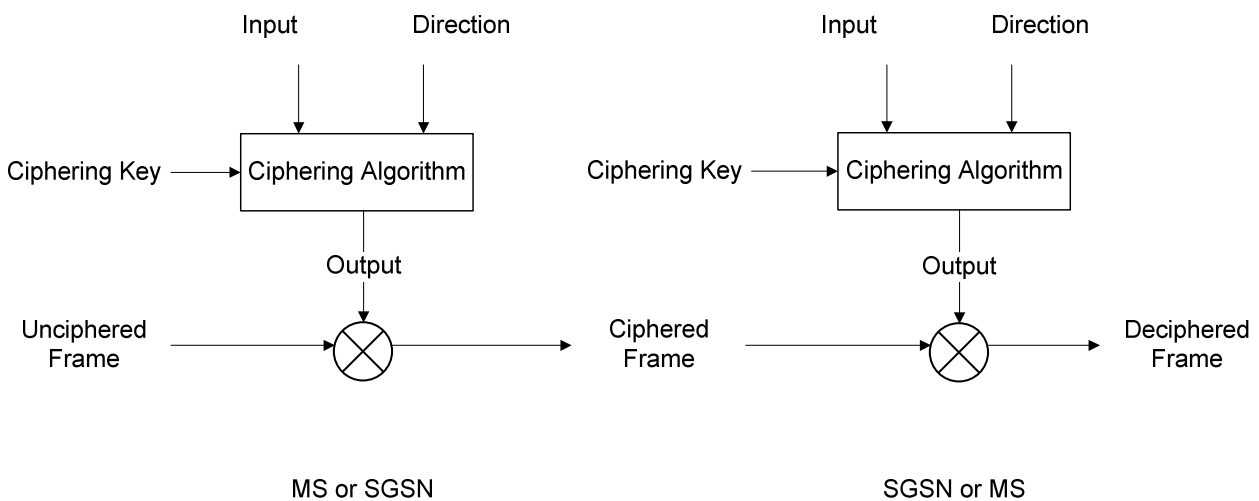 Input Direction Input Direction
Ciphering Key Ciphering Algorithm Ciphering Key Ciphering Algorithm
Output Output
Unciphered
Frame
Ciphered
Frame
Deciphered
Frame
MS or SGSN SGSN or MS